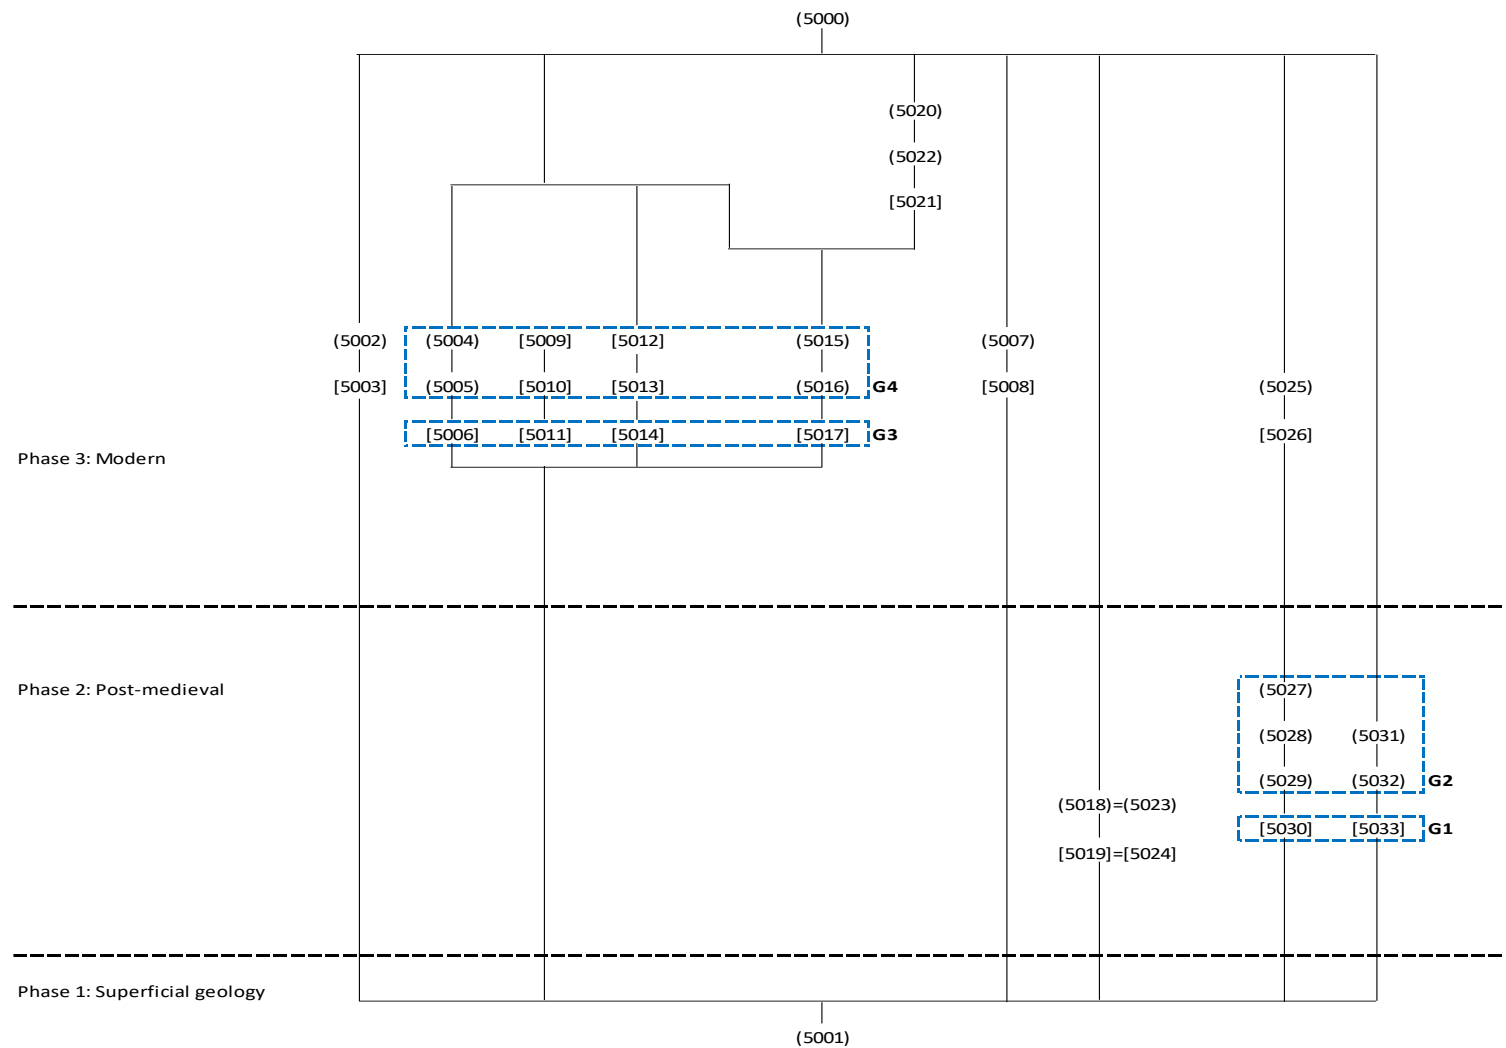 (5000)
(5020)
(5022)
[5021]
(5002) (5004) [5009] [5012] (5015) (5007)
[5003] (5005) [5010] [5013] (5016) G4 [5008] (5025)
[5006] [5011] [5014] [5017] G3 [5026]
Phase 3: Modern
Phase 2: Post-medieval (5027)
(5028) (5031)
(5029) (5032) G2
(5018)=(5023)
[5030] [5033] G1
[5019]=[5024]
Phase 1: Superficial geology
(5001)